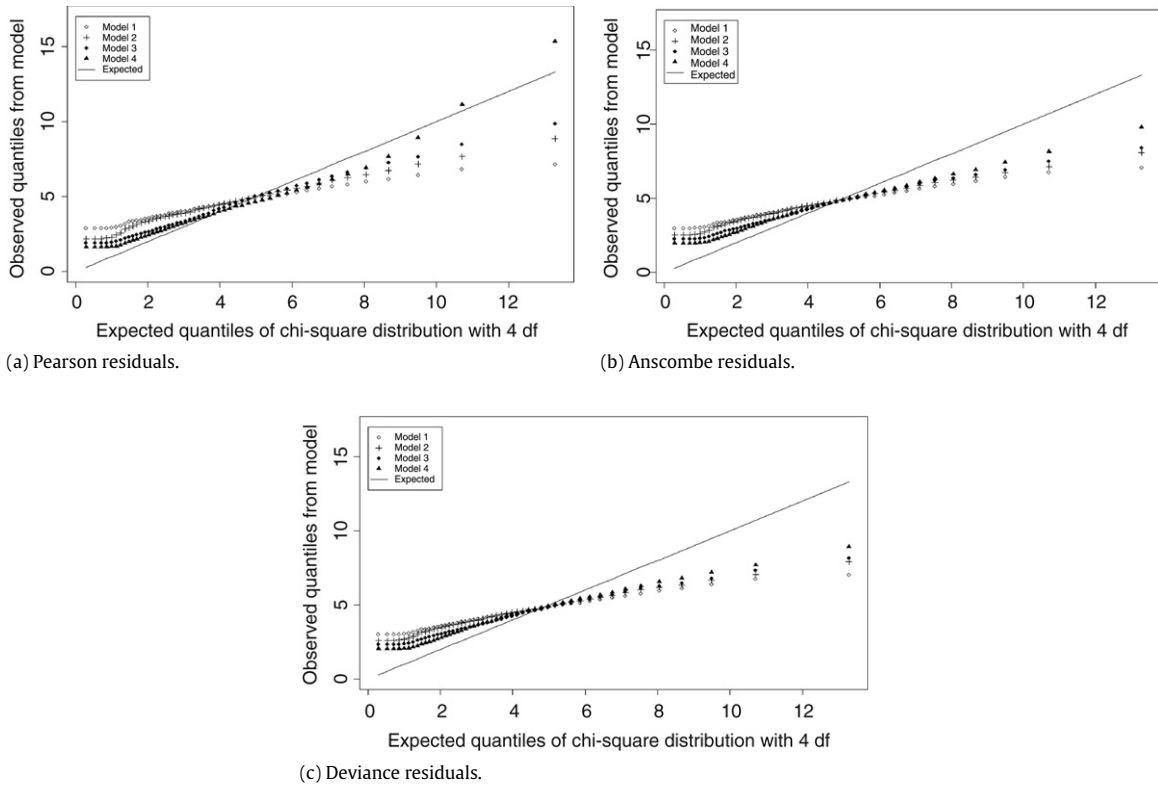 Model 1
Model 2
Model 3
Model 4
Expected
Observed quantiles from model
0
5
10
15
0 2 4 6 8 10 12
Expected quantiles of chi-square distribution with 4 df
(a) Pearson residuals.
Model 1
Model 2
Model 3
Model 4
Expected
Observed quantiles from model
0
5
10
15
0 2 4 6 8 10 12
Expected quantiles of chi-square distribution with 4 df
(b) Anscombe residuals.
Model 1
Model 2
Model 3
Model 4
Expected
Observed quantiles from model
0
5
10
15
0 2 4 6 8 10 12
Expected quantiles of chi-square distribution with 4 df
(c) Deviance residuals.